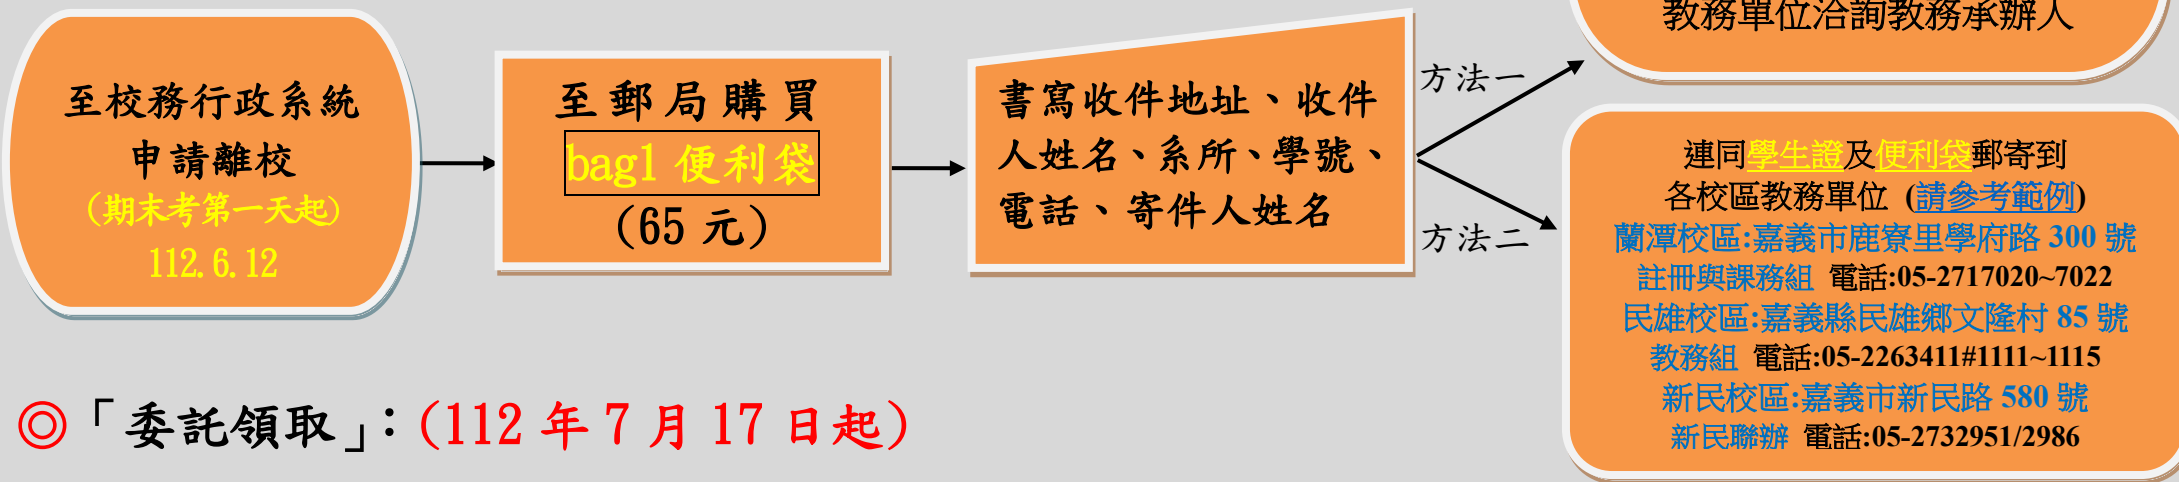 至校務行政系統
申請離校
(期末考第一天起)
112.6.12
至郵局購買
bag1 便利袋
(65 元)
書寫收件地址、收件
人姓名、系所、學號、
電話、寄件人姓名
方法一
方法二
教務單位洽詢教務承辦人
連同學生證及便利袋郵寄到
各校區教務單位 (請參考範例)
蘭潭校區:嘉義市鹿寮里學府路 300 號
註冊與課務組 電話:05-2717020~7022
民雄校區:嘉義縣民雄鄉文隆村 85 號
教務組 電話:05-2263411#1111~1115
新民校區:嘉義市新民路 580 號
新民聯辦 電話:05-2732951/2986
◎「委託領取」:(112 年 7 月 17 日起)